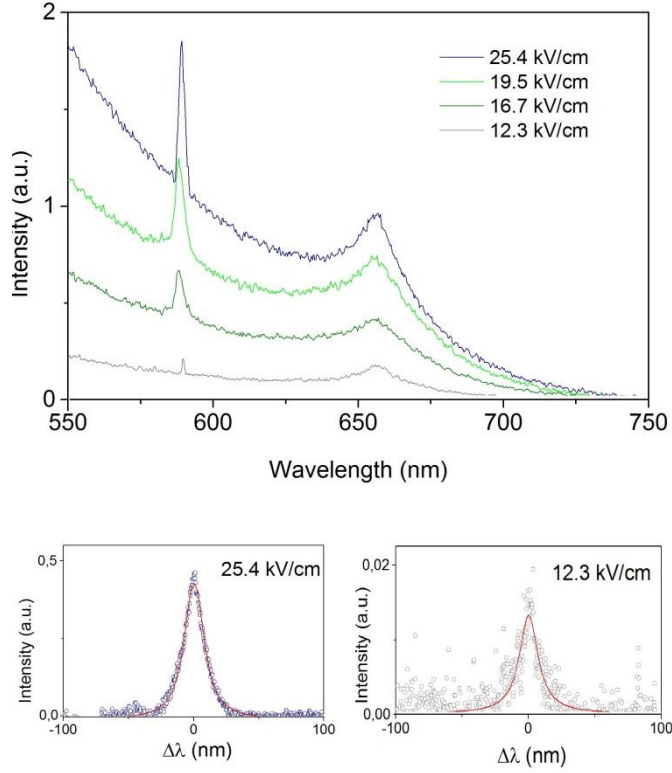 2
25.4 kV/cm
19.5 kV/cm
16.7 kV/cm
12.3 kV/cm
Intensity (a.u.)
1
0
550 600 650 700 750
Wavelength (nm)
0,5
25.4 kV/cm
Intensity (a.u.)
0,0
-100 0 100
Δλ (nm)
0,02
12.3 kV/cm
Intensity (a.u.)
0,00
-100 0 100
Δλ (nm)